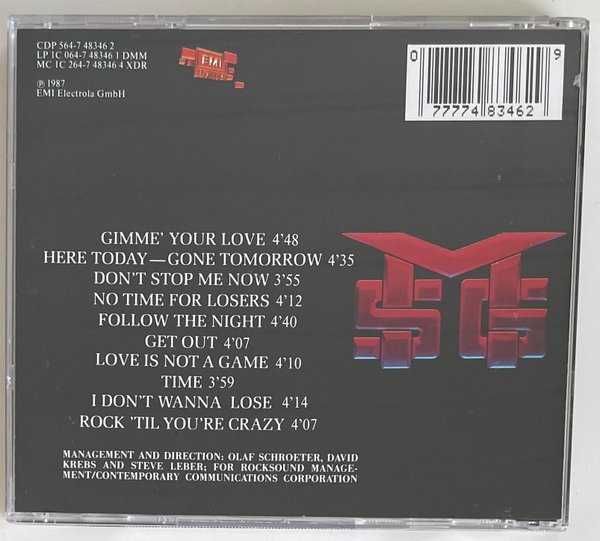 CDP 564-7 48346 2
LP 1C 064-7 48346 1 DMM
MC 1C 264-7 48346 4 XDR
℗ 1987
EMI Electrola GmbH
EMI
0 77774 83462 9
GIMME' YOUR LOVE 4'48
HERE TODAY—GONE TOMORROW 4'35
DON'T STOP ME NOW 3'55
NO TIME FOR LOSERS 4'12
FOLLOW THE NIGHT 4'40
GET OUT 4'07
LOVE IS NOT A GAME 4'10
TIME 3'59
I DON'T WANNA LOSE 4'14
ROCK 'TIL YOU'RE CRAZY 4'07
MSG
MANAGEMENT AND DIRECTION: OLAF SCHROETER, DAVID
KREBS AND STEVE LEBER; FOR ROCKSOUND MANAGE-
MENT/CONTEMPORARY COMMUNICATIONS CORPORATION